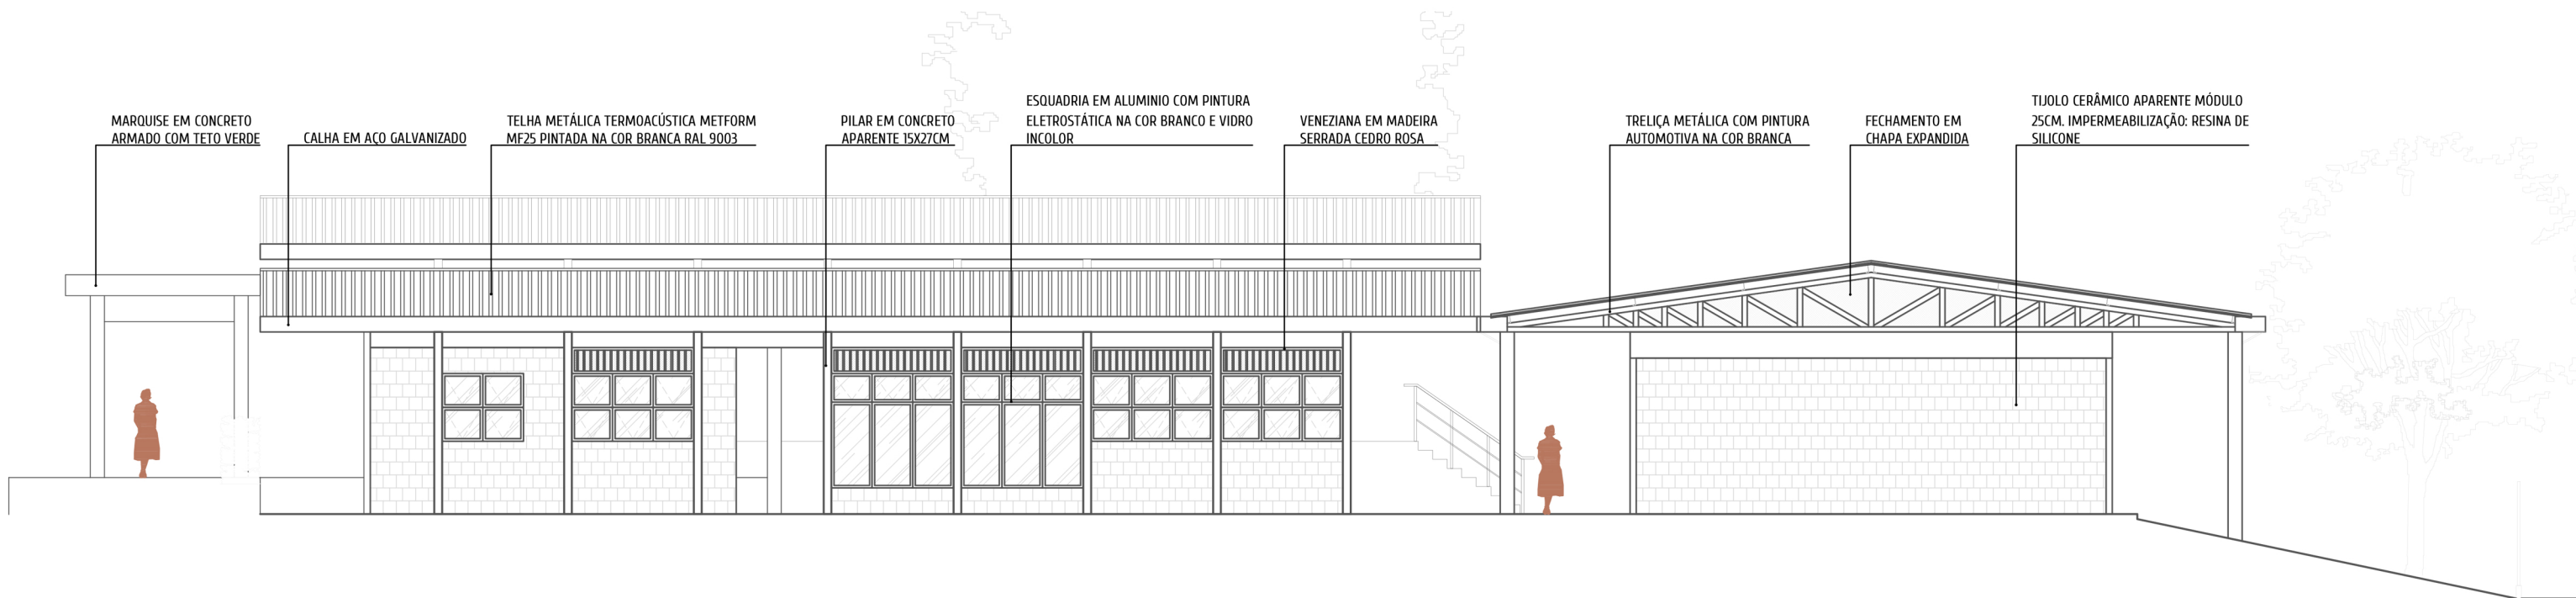 MARQUISE EM CONCRETO
ARMADO COM TETO VERDE
CALHA EM AÇO GALVANIZADO
TELHA METÁLICA TERMOACÚSTICA METFORM
MF25 PINTADA NA COR BRANCA RAL 9003
PILAR EM CONCRETO
APARENTE 15X27CM
ESQUADRIA EM ALUMINIO COM PINTURA
ELETROSTÁTICA NA COR BRANCO E VIDRO
INCOLOR
VENEZIANA EM MADEIRA
SERRADA CEDRO ROSA
TRELIÇA METÁLICA COM PINTURA
AUTOMOTIVA NA COR BRANCA
FECHAMENTO EM
CHAPA EXPANDIDA
TIJOLO CERÂMICO APARENTE MÓDULO
25CM. IMPERMEABILIZAÇÃO: RESINA DE
SILICONE